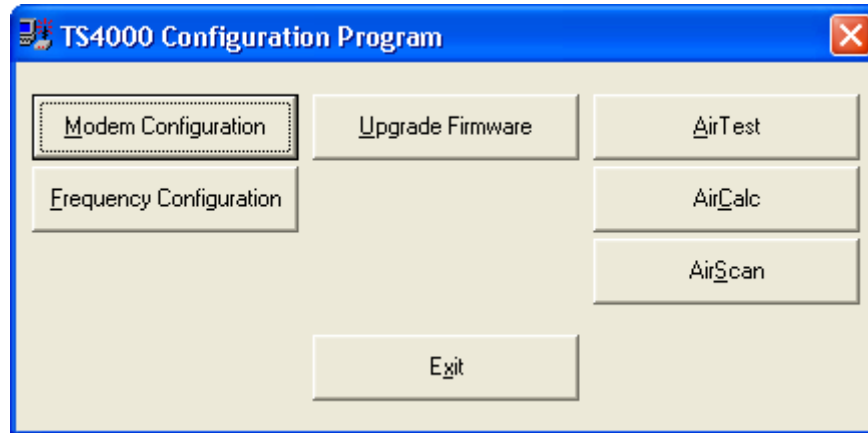 TS4000 Configuration Program
Modem Configuration
Upgrade Firmware
AirTest
Frequency Configuration
AirCalc
AirScan
Exit